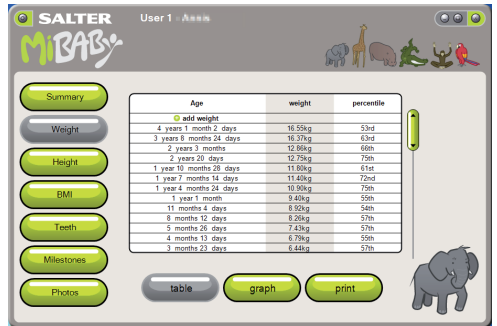 SALTER
MiBABy
User 1 -
Summary
Weight
Height
BMI
Teeth
Milestones
Photos
Age weight percentile
add weight
4 years 1 month 2 days 16.55kg 53rd
3 years 8 months 24 days 16.37kg 63rd
2 years 3 months 12.86kg 66th
2 years 20 days 12.75kg 75th
1 year 10 months 28 days 11.80kg 61st
1 year 7 months 14 days 11.40kg 72nd
1 year 4 months 24 days 10.90kg 75th
1 year 1 month 9.40kg 55th
11 months 4 days 8.92kg 54th
8 months 12 days 8.26kg 57th
5 months 26 days 7.43kg 57th
4 months 13 days 6.79kg 55th
3 months 23 days 6.44kg 57th
table
graph
print